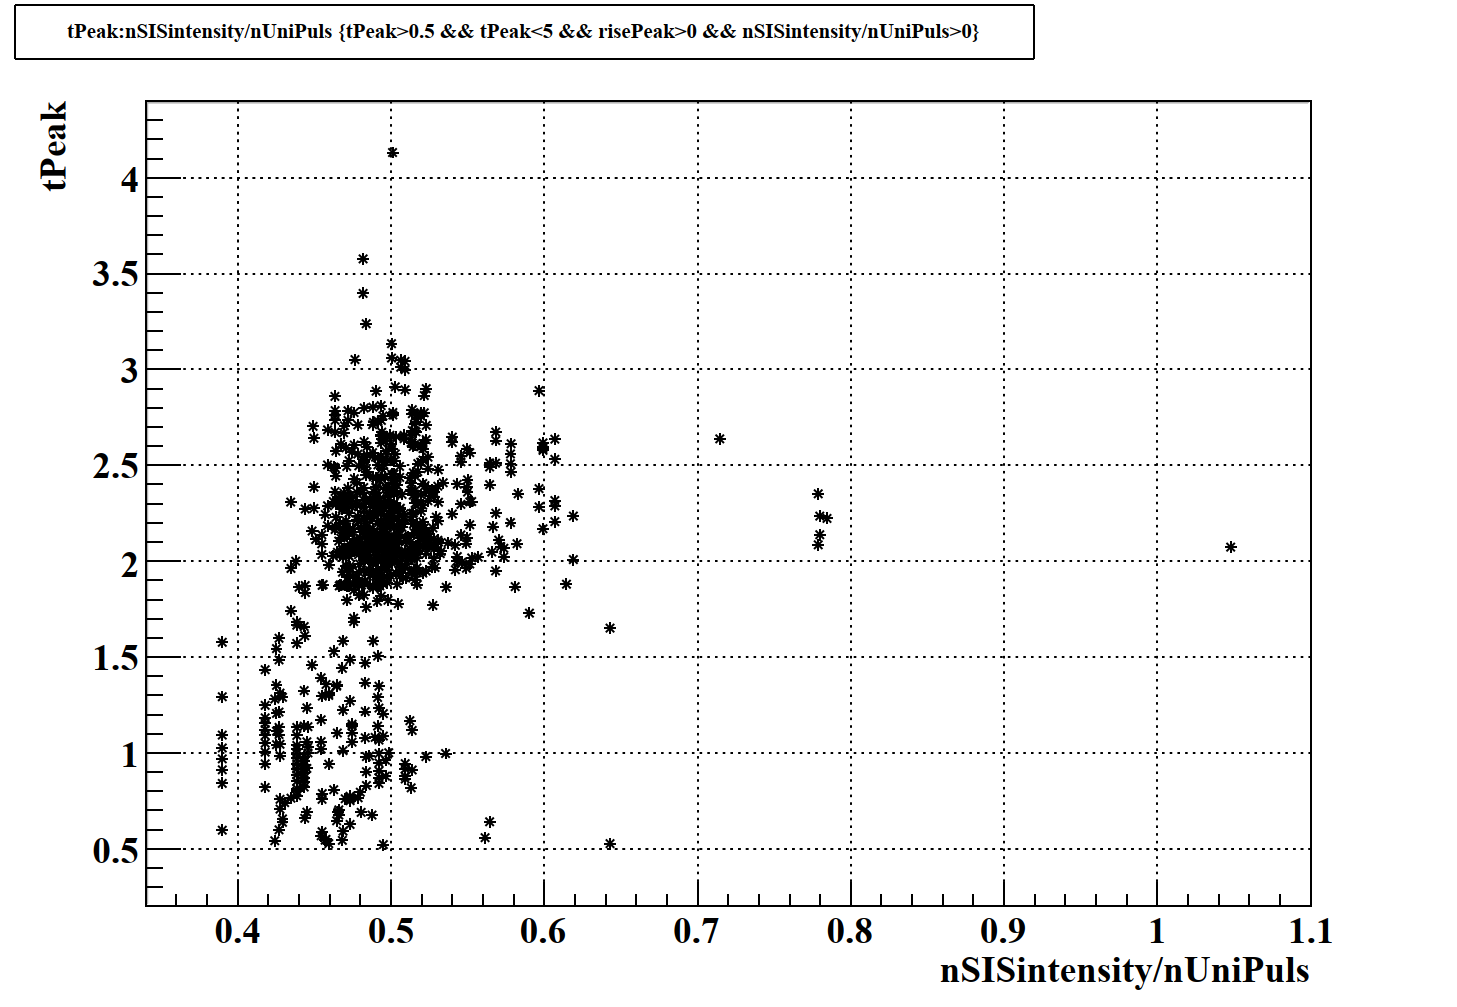 tPeak:nSISintensity/nUniPuls {tPeak>0.5 && tPeak<5 && risePeak>0 && nSISintensity/nUniPuls>0}
tPeak
4
3.5
3
2.5
2
1.5
1
0.5
0.4 0.5 0.6 0.7 0.8 0.9 1 1.1
nSISintensity/nUniPuls